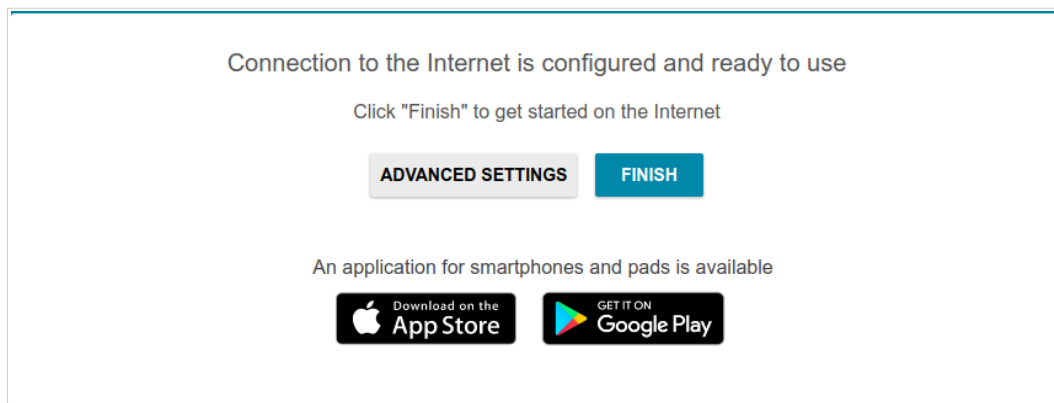 Connection to the Internet is configured and ready to use
Click "Finish" to get started on the Internet
ADVANCED SETTINGS FINISH
An application for smartphones and pads is available
Download on the GET IT ON
App Store Google Play